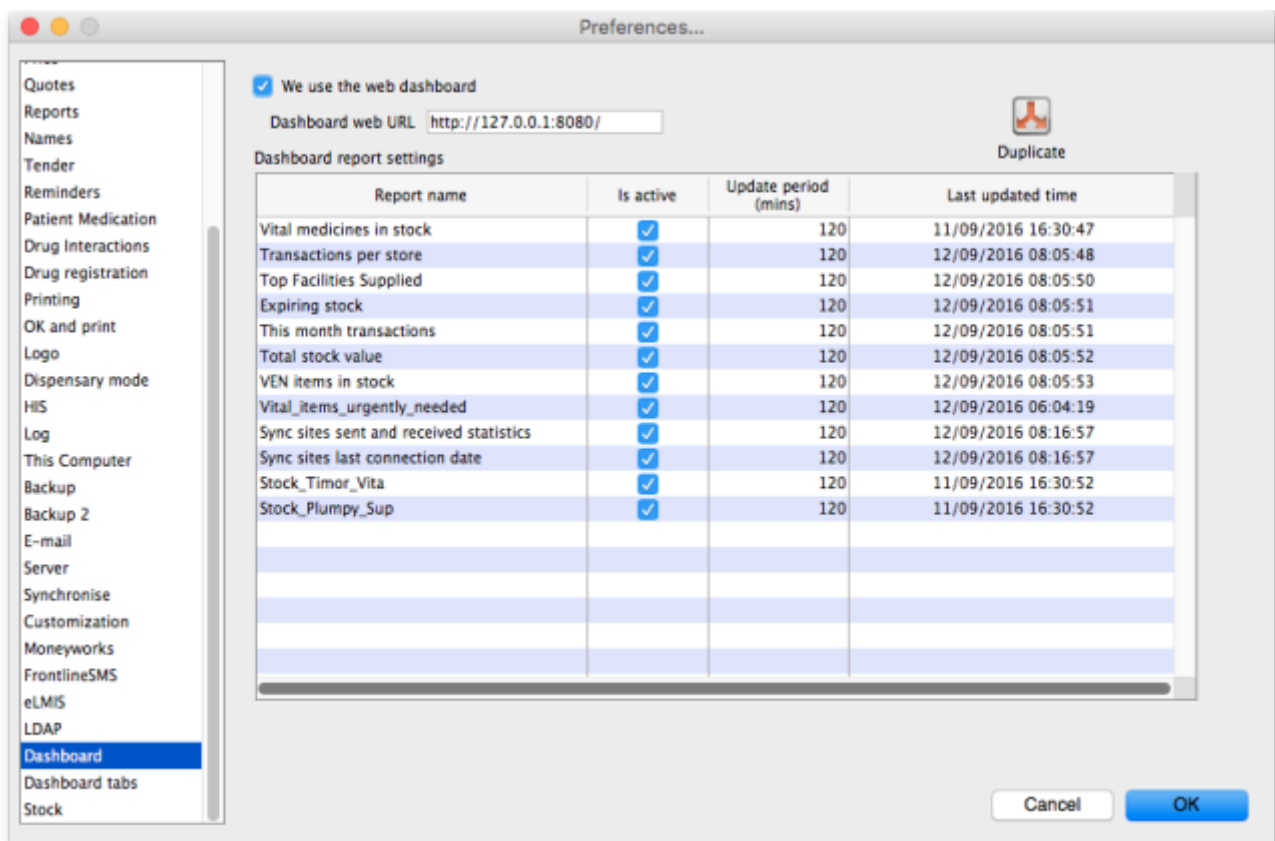 Preferences...
Quotes
Reports
Names
Tender
Reminders
Patient Medication
Drug Interactions
Drug registration
Printing
OK and print
Logo
Dispensary mode
HIS
Log
This Computer
Backup
Backup 2
E-mail
Server
Synchronise
Customization
Moneyworks
FrontlineSMS
eLMIS
LDAP
Dashboard
Dashboard tabs
Stock
We use the web dashboard
Dashboard web URL http://127.0.0.1:8080/
Duplicate
Dashboard report settings
Report name Is active Update period (mins) Last updated time
Vital medicines in stock 120 11/09/2016 16:30:47
Transactions per store 120 12/09/2016 08:05:48
Top Facilities Supplied 120 12/09/2016 08:05:50
Expiring stock 120 12/09/2016 08:05:51
This month transactions 120 12/09/2016 08:05:51
Total stock value 120 12/09/2016 08:05:52
VEN items in stock 120 12/09/2016 08:05:53
Vital_items_urgently_needed 120 12/09/2016 06:04:19
Sync sites sent and received statistics 120 12/09/2016 08:16:57
Sync sites last connection date 120 12/09/2016 08:16:57
Stock_Timor_Vita 120 11/09/2016 16:30:52
Stock_Plumpy_Sup 120 11/09/2016 16:30:52
Cancel OK